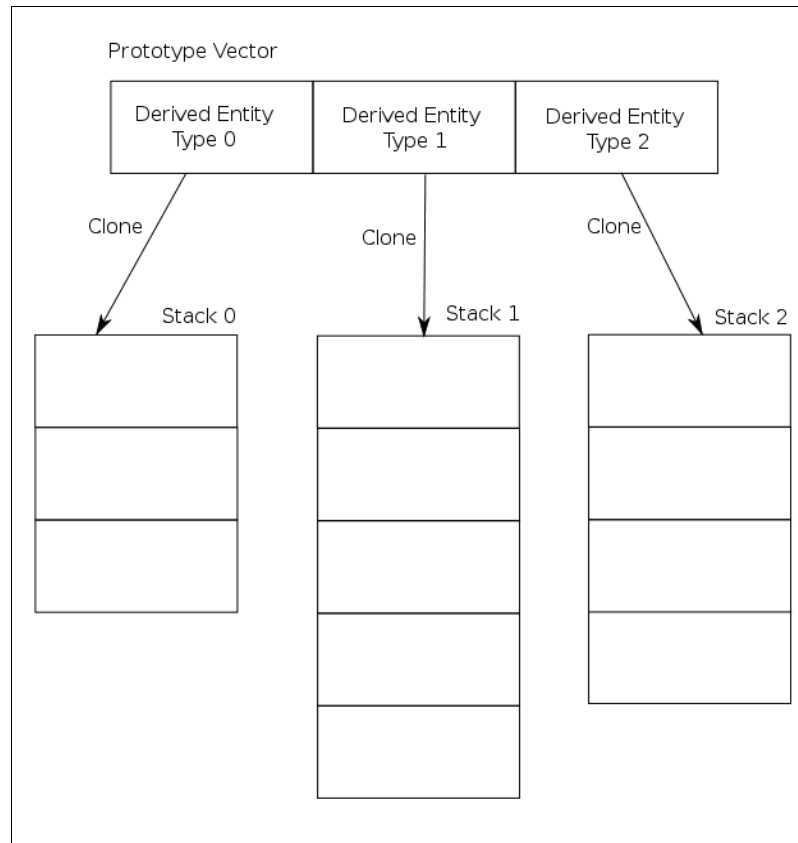 Prototype Vector
Derived Entity
Type 0
Derived Entity
Type 1
Derived Entity
Type 2
Clone
Clone
Clone
Stack 0
Stack 1
Stack 2